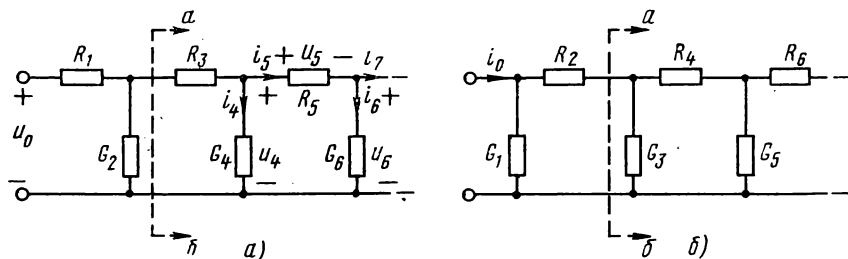 a a
R₁ R₃ i₅ + u₅ − i₇ i₀ R₂ R₄ R₆
+ i₄ + R₅ i₆ +
u₀ G₂ G₄ u₄ G₆ u₆ G₁ G₃ G₅
− − −
б а) б б)